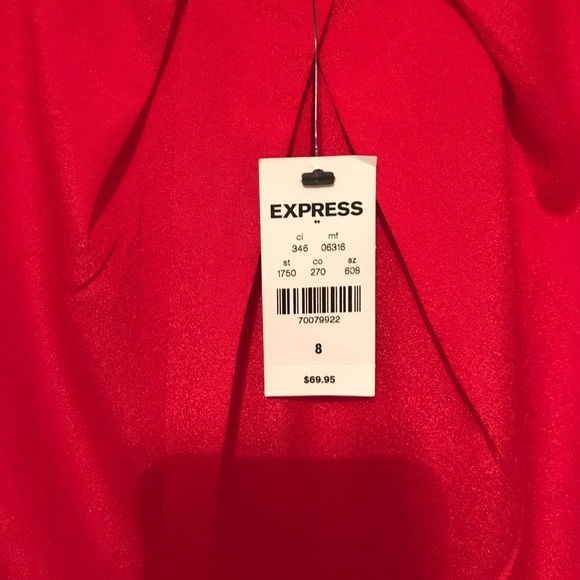 EXPRESS
cl mf
346 06316
st co sz
1750 270 608
70079922
8
$69.95